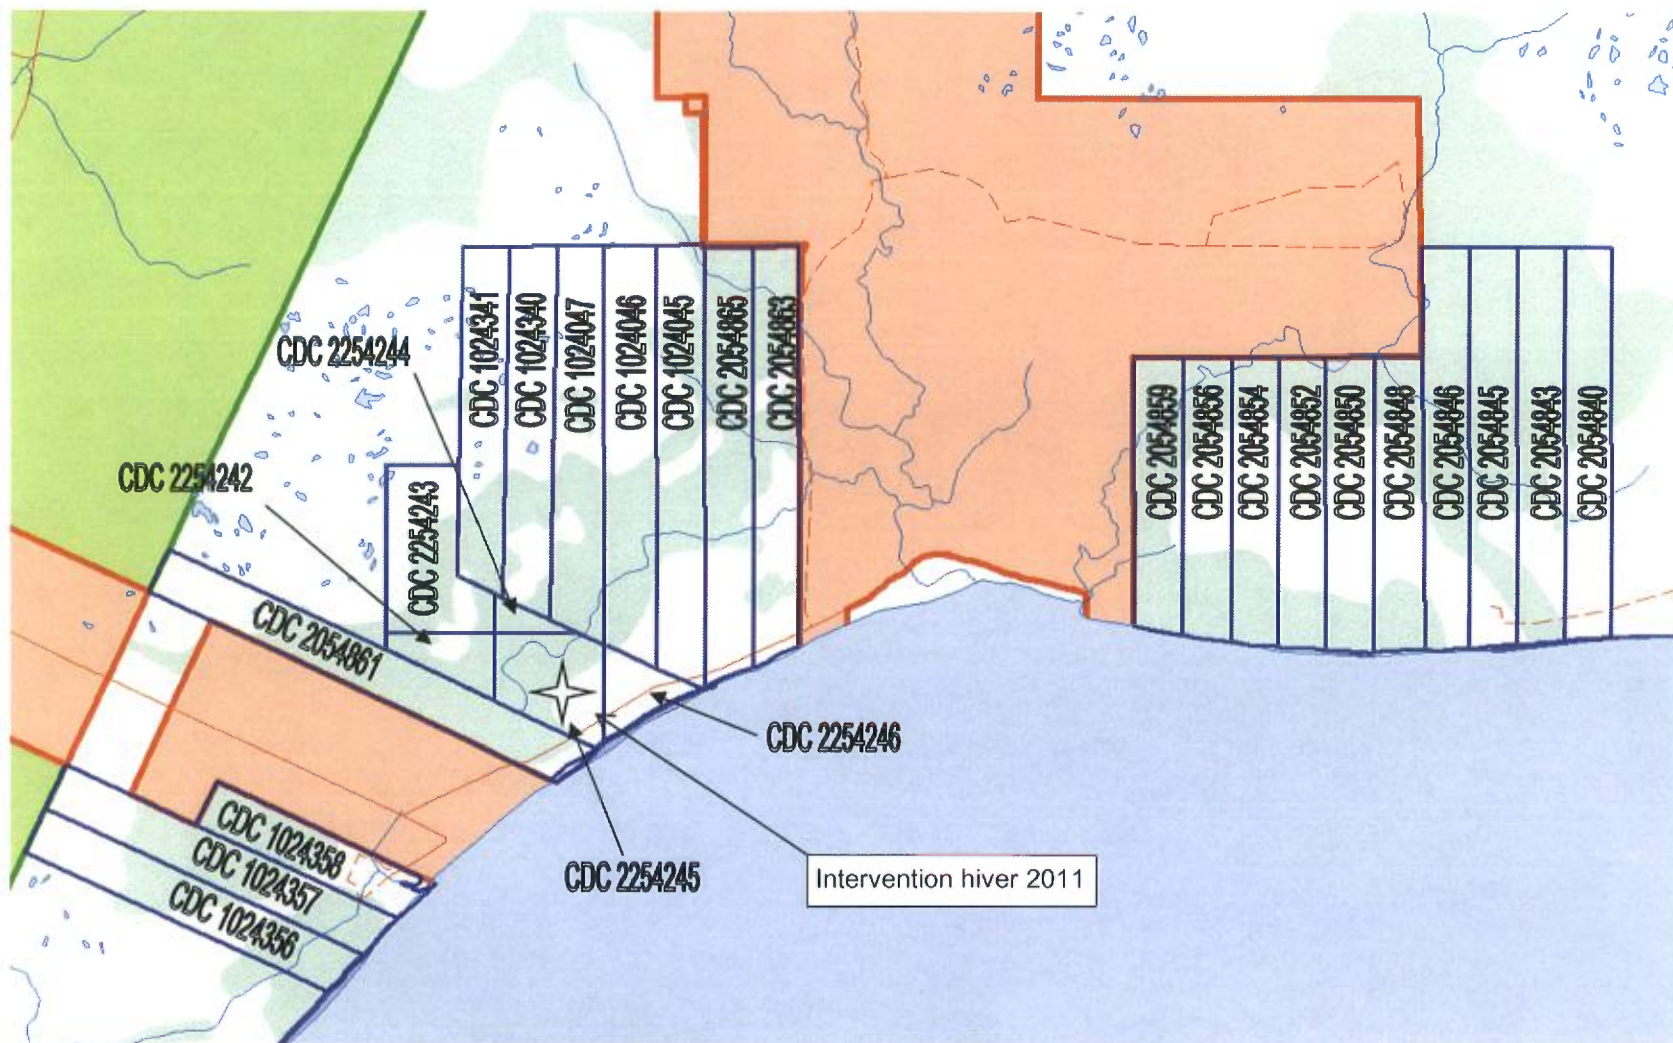 CDC 1024341
CDC 1024340
CDC 1024047
CDC 1024046
CDC 1024045
CDC 2054865
CDC 2054863
CDC 2254244
CDC 2254242
CDC 2254243
CDC 2054861
CDC 2054859
CDC 2054856
CDC 2054854
CDC 2054852
CDC 2054850
CDC 2054848
CDC 2054846
CDC 2054845
CDC 2054843
CDC 2054840
CDC 2254246
CDC 2254245
Intervention hiver 2011
CDC 1024358
CDC 1024357
CDC 1024356